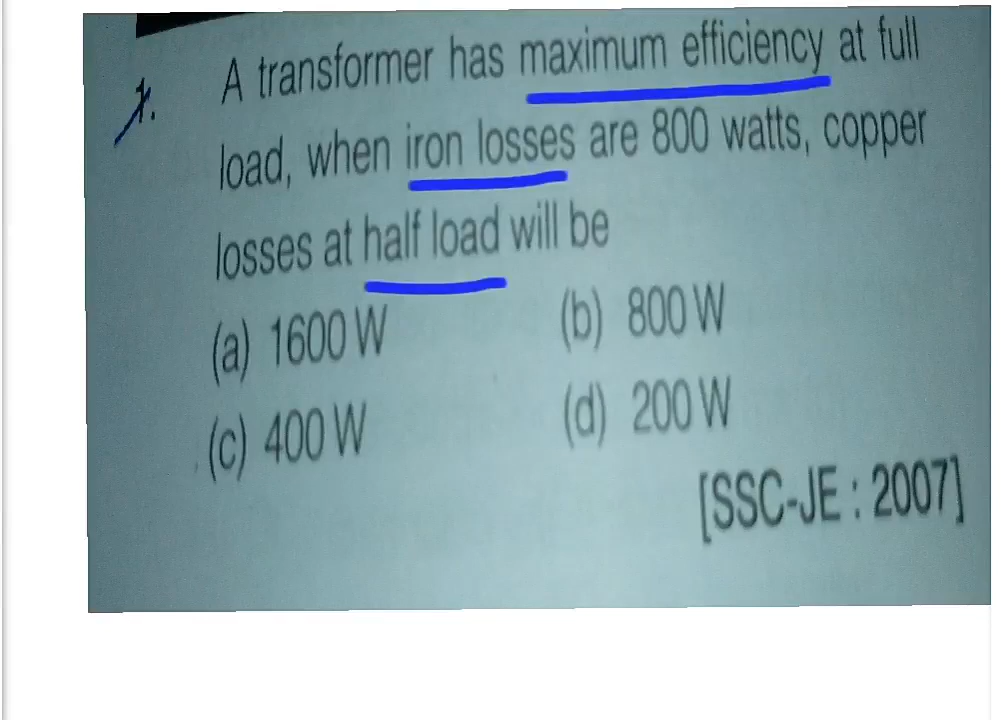 1. A transformer has maximum efficiency at full
load, when iron losses are 800 watts, copper
losses at half load will be
(a) 1600 W (b) 800 W
(c) 400 W (d) 200 W
[SSC-JE : 2007]